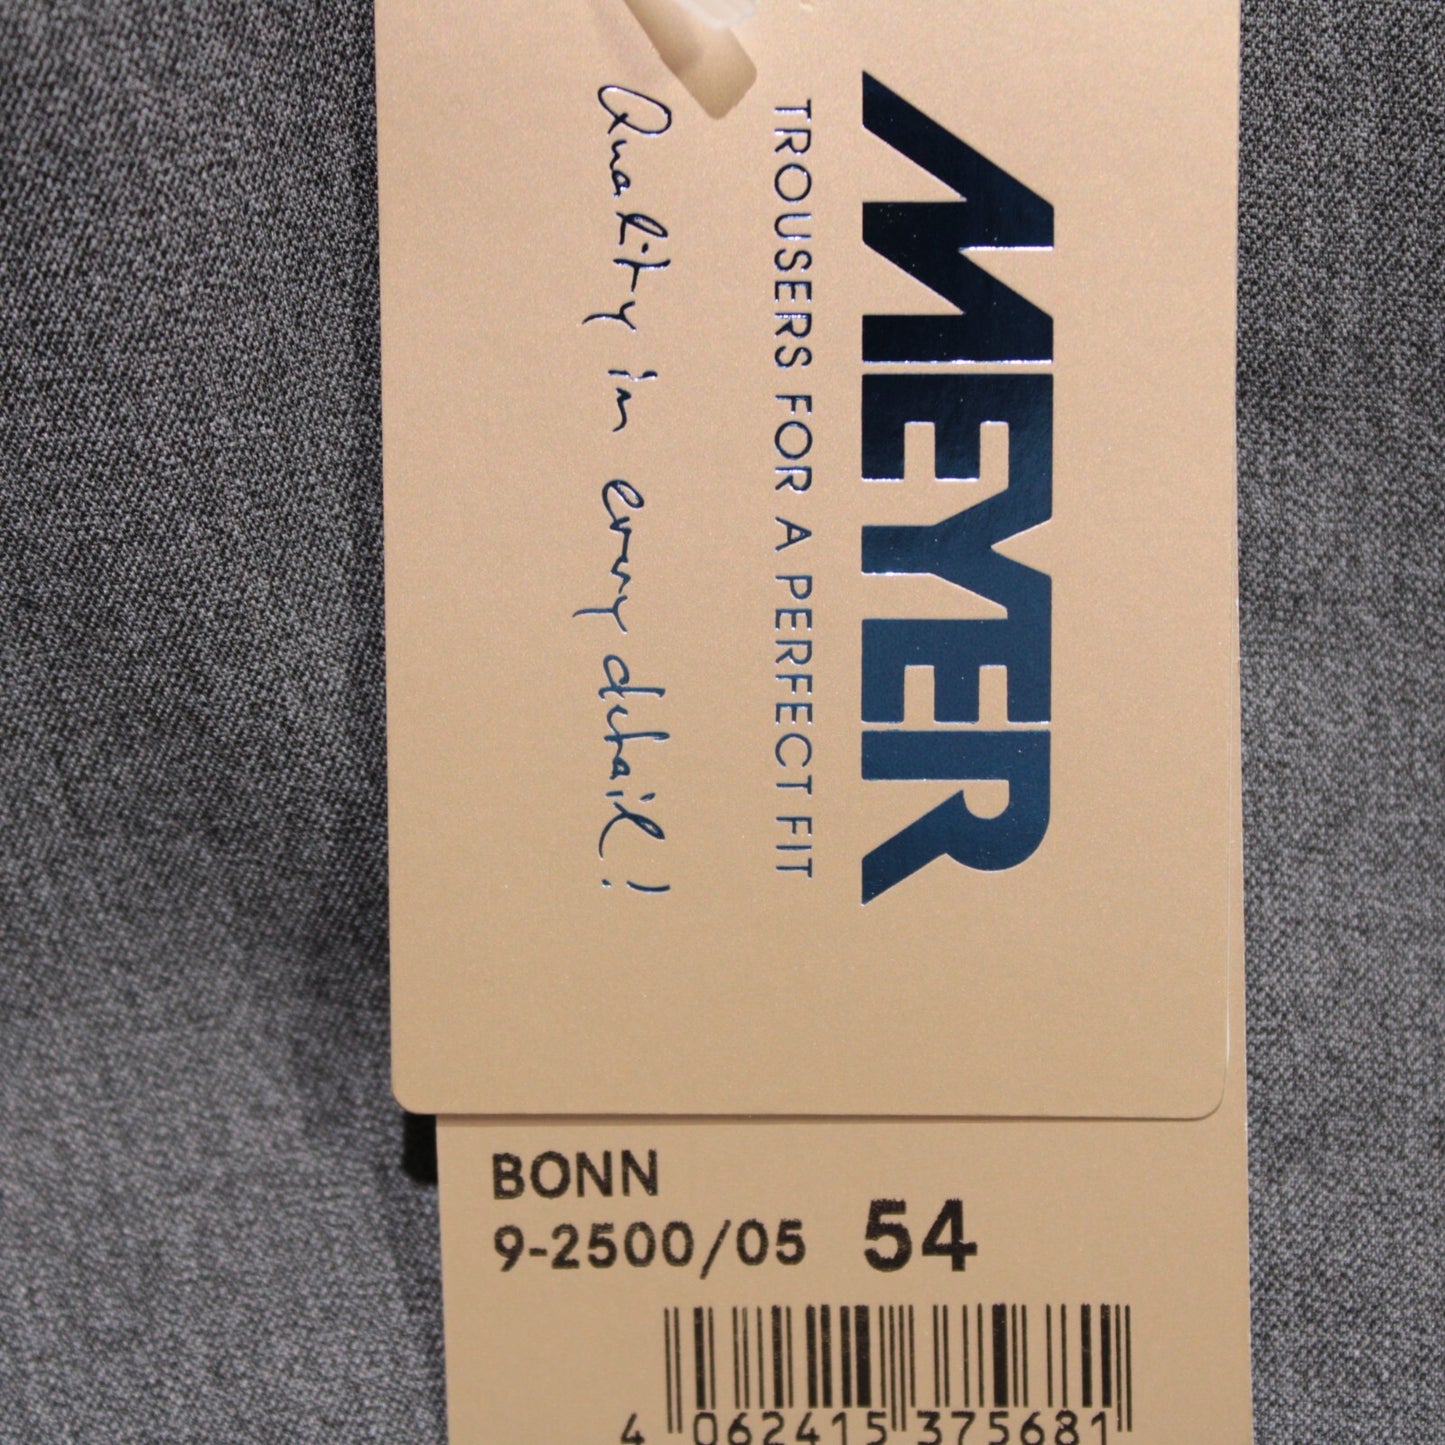 MEYER
TROUSERS FOR A PERFECT FIT
Quality in every detail!
BONN
9-2500/05 54
4 062415 375681